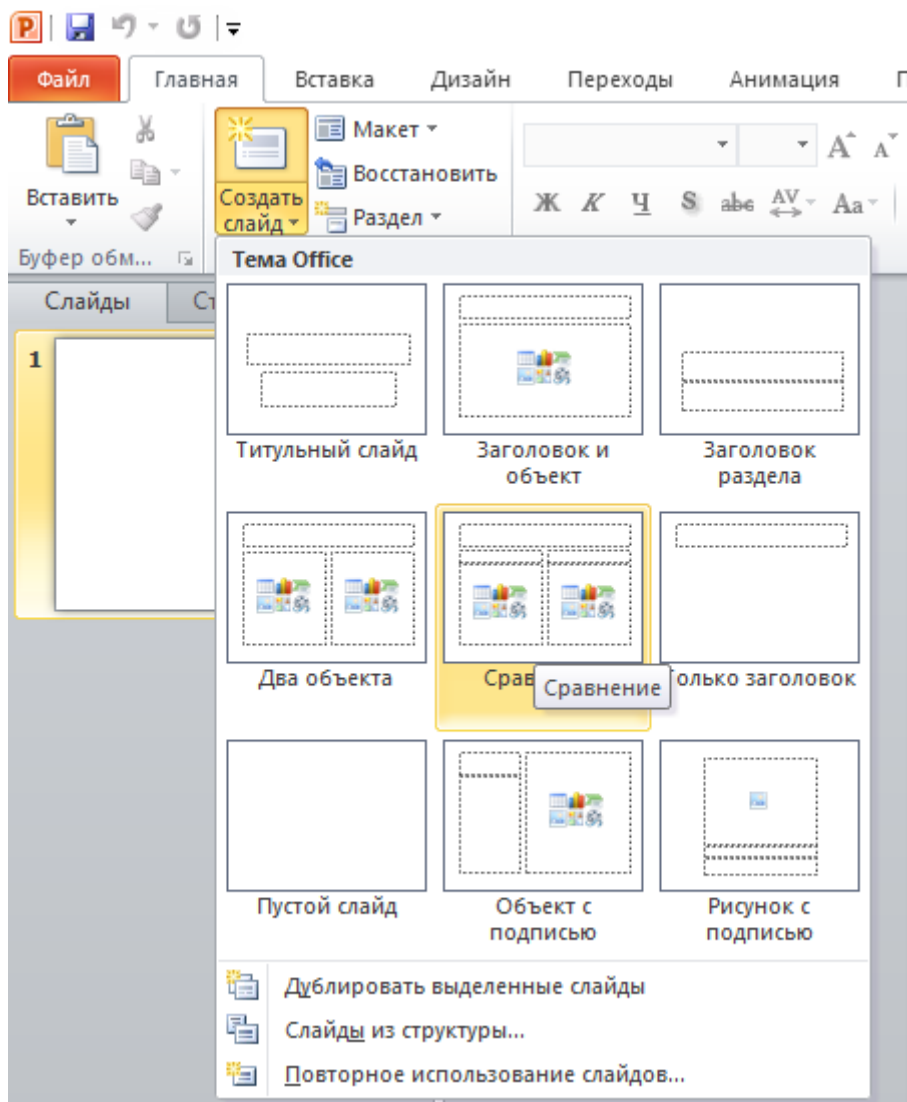 Файл Главная Вставка Дизайн Переходы Анимация
Макет
Восстановить
Вставить
Создать
слайд
Раздел
Ж К Ч S abc AV Aa
A A
Буфер обм...
Тема Office
Слайды
1
Титульный слайд
Заголовок и
объект
Заголовок
раздела
Два объекта
Сравнение
только заголовок
Пустой слайд
Объект с
подписью
Рисунок с
подписью
Дублировать выделенные слайды
Слайды из структуры...
Повторное использование слайдов...